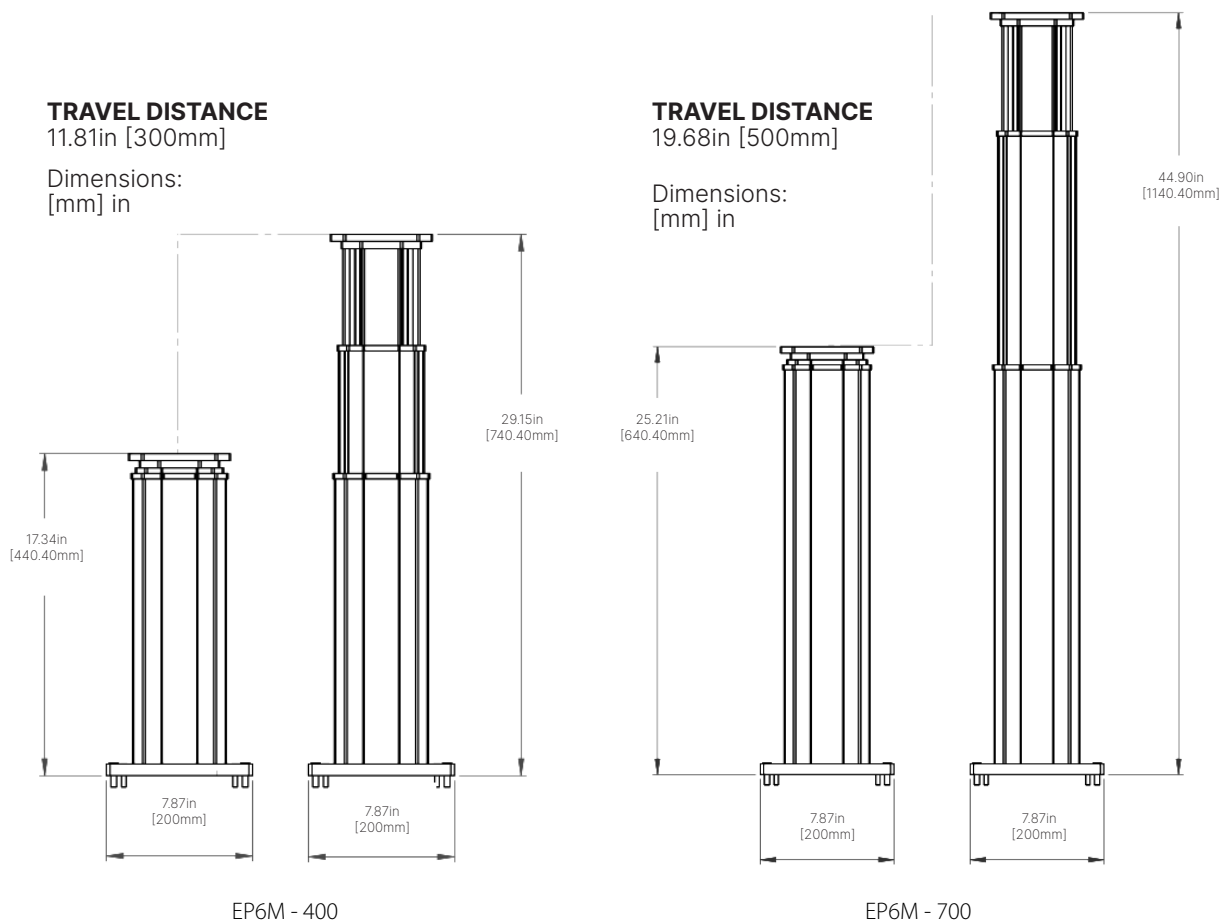 TRAVEL DISTANCE
11.81in [300mm]
Dimensions:
[mm] in
17.34in
[440.40mm]
29.15in
[740.40mm]
7.87in
[200mm]
7.87in
[200mm]
EP6M - 400
TRAVEL DISTANCE
19.68in [500mm]
Dimensions:
[mm] in
25.21in
[640.40mm]
44.90in
[1140.40mm]
7.87in
[200mm]
7.87in
[200mm]
EP6M - 700